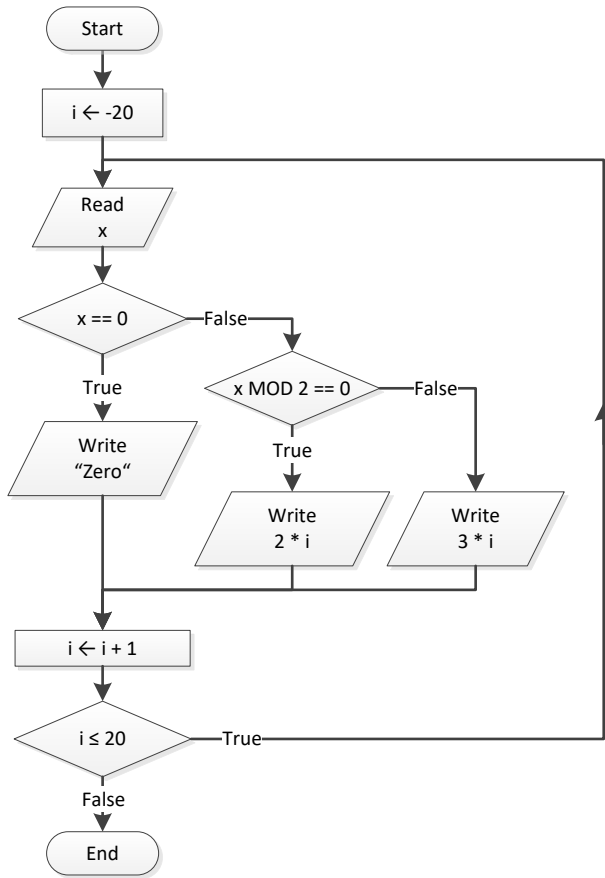 Start
i ← -20
Read
x
x == 0
False
True
x MOD 2 == 0
False
True
Write
“Zero“
Write
2 * i
Write
3 * i
i ← i + 1
i ≤ 20
True
False
End